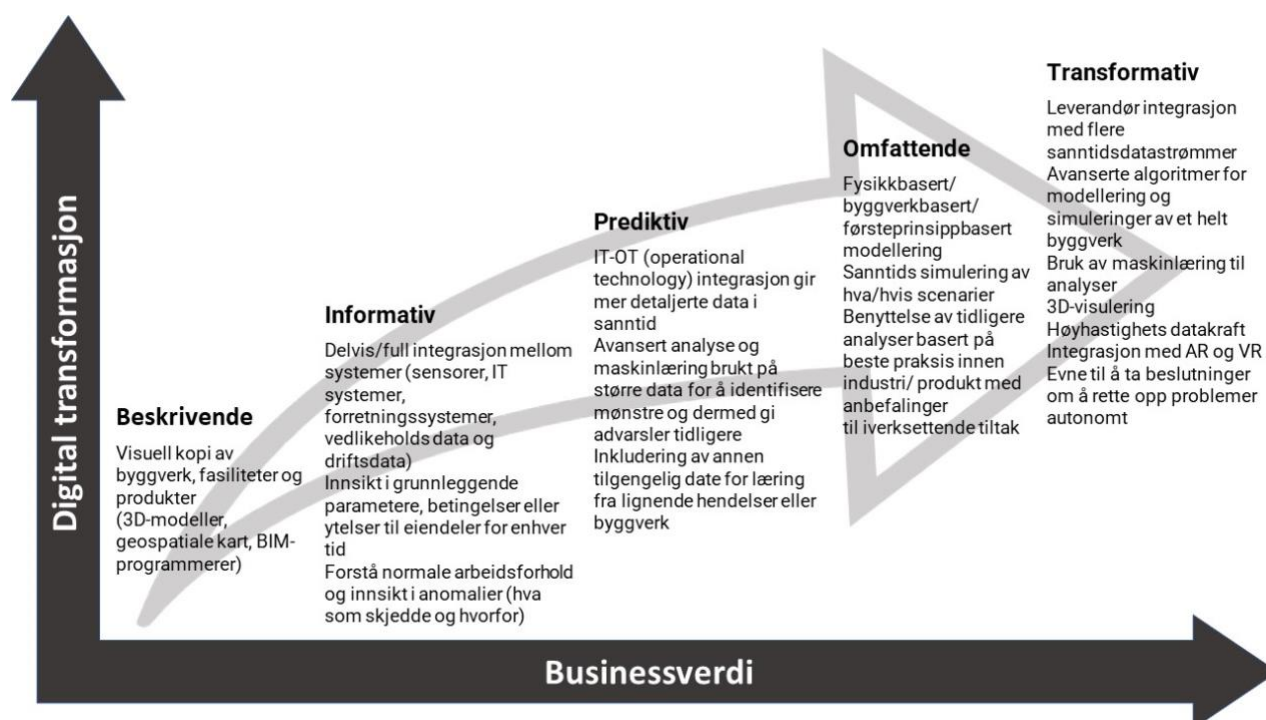 Digital transformasjon
Beskrivende
Visuell kopi av
byggverk, fasiliteter og
produkter
(3D-modeller,
geospatiale kart, BIM-
programmerer)
Informativ
Delvis/full integrasjon mellom
systemer (sensorer, IT
systemer,
forretningssystemer,
vedlikeholds data og
driftsdata)
Innsikt i grunnleggende
parametere, betingelser eller
ytelser til eiendeler for enhver
tid
Forstå normale arbeidsforhold
og innsikt i anomalier (hva
som skjedde og hvorfor)
Prediktiv
IT-OT (operational
technology) integrasjon gir
mer detaljerte data i
sanntid
Avansert analyse og
maskinlæring brukt på
større data for å identifisere
mønstre og dermed gi
advarsler tidligere
Inkludering av annen
tilgjengelig date for læring
fra lignende hendelser eller
byggverk
Omfattende
Fysikkbasert/
byggverkbasert/
førsteprinsippbasert
modellering
Sanntids simulering av
hva/hvis scenarier
Benyttelse av tidligere
analyser basert på
beste praksis innen
industri/ produkt med
anbefalinger
til iverksettende tiltak
Transformativ
Leverandør integrasjon
med flere
sanntidsdatastrømmer
Avanserte algoritmer for
modellering og
simuleringer av et helt
byggverk
Bruk av maskinlæring til
analyser
3D-visulering
Høyhastighets datakraft
Integrasjon med AR og VR
Evne til å ta beslutninger
om å rette opp problemer
autonomt
Businessverdi